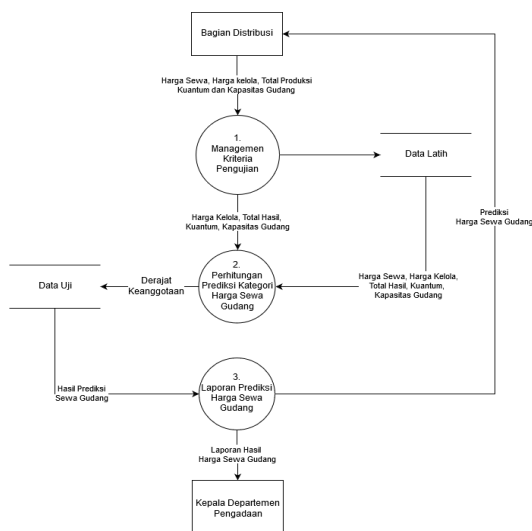 Bagian Distribusi
Harga Sewa, Harga kelola, Total Produksi
Kuantum dan Kapasitas Gudang
1.
Managemen
Kriteria
Pengujian
Data Latih
Prediksi
Harga Sewa Gudang
Harga Kelola, Total Hasil,
Kuantum, Kapasitas Gudang
2.
Perhitungan
Prediksi Kategori
Harga Sewa
Gudang
Harga Sewa, Harga Kelola,
Total Hasil, Kuantum,
Kapasitas Gudang
Derajat
Keanggotaan
Data Uji
Hasil Prediksi
Sewa Gudang
3.
Laporan Prediksi
Harga Sewa
Gudang
Laporan Hasil
Harga Sewa Gudang
Kepala Departemen
Pengadaan